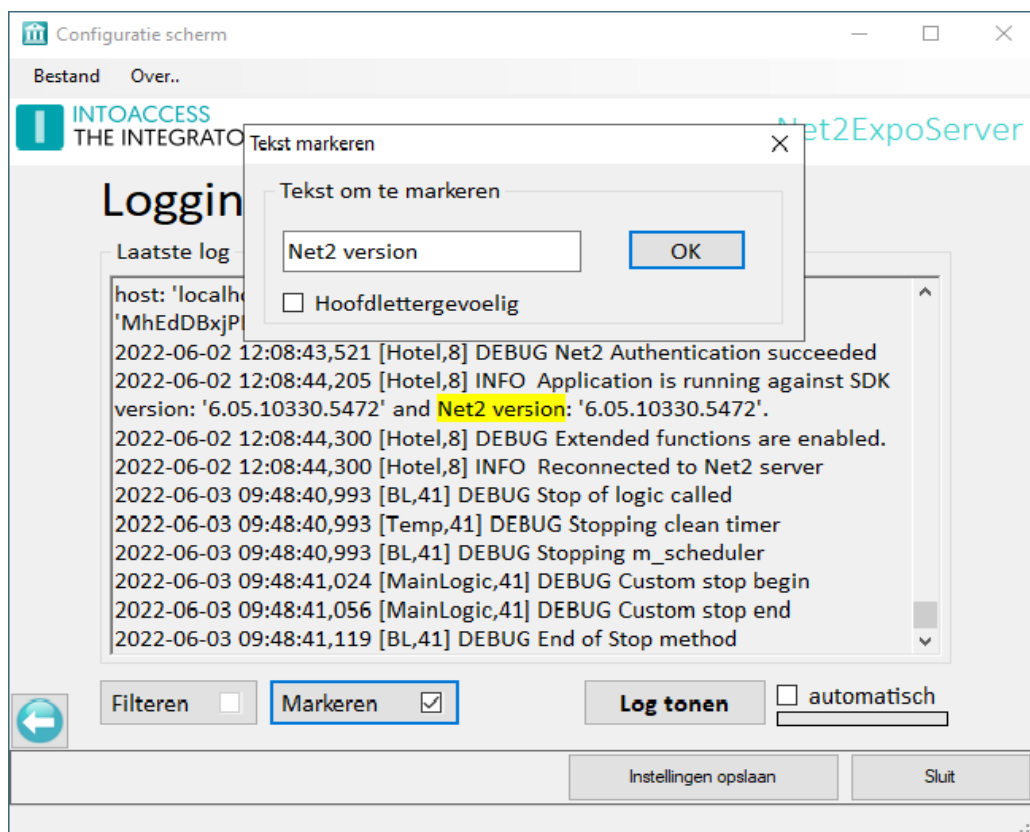 Configuratie scherm
Bestand Over..
INTOACCESS
THE INTEGRATO
Net2ExpoServer
Tekst markeren
Tekst om te markeren
Net2 version
OK
Hoofdlettergevoelig
Loggin
Laatste log
host: 'localh
'MhEdDBxjP
2022-06-02 12:08:43,521 [Hotel,8] DEBUG Net2 Authentication succeeded
2022-06-02 12:08:44,205 [Hotel,8] INFO Application is running against SDK
version: '6.05.10330.5472' and Net2 version: '6.05.10330.5472'.
2022-06-02 12:08:44,300 [Hotel,8] DEBUG Extended functions are enabled.
2022-06-02 12:08:44,300 [Hotel,8] INFO Reconnected to Net2 server
2022-06-03 09:48:40,993 [BL,41] DEBUG Stop of logic called
2022-06-03 09:48:40,993 [Temp,41] DEBUG Stopping clean timer
2022-06-03 09:48:40,993 [BL,41] DEBUG Stopping m_scheduler
2022-06-03 09:48:41,024 [MainLogic,41] DEBUG Custom stop begin
2022-06-03 09:48:41,056 [MainLogic,41] DEBUG Custom stop end
2022-06-03 09:48:41,119 [BL,41] DEBUG End of Stop method
Filteren Markeren Log tonen automatisch
Instellingen opslaan Sluit